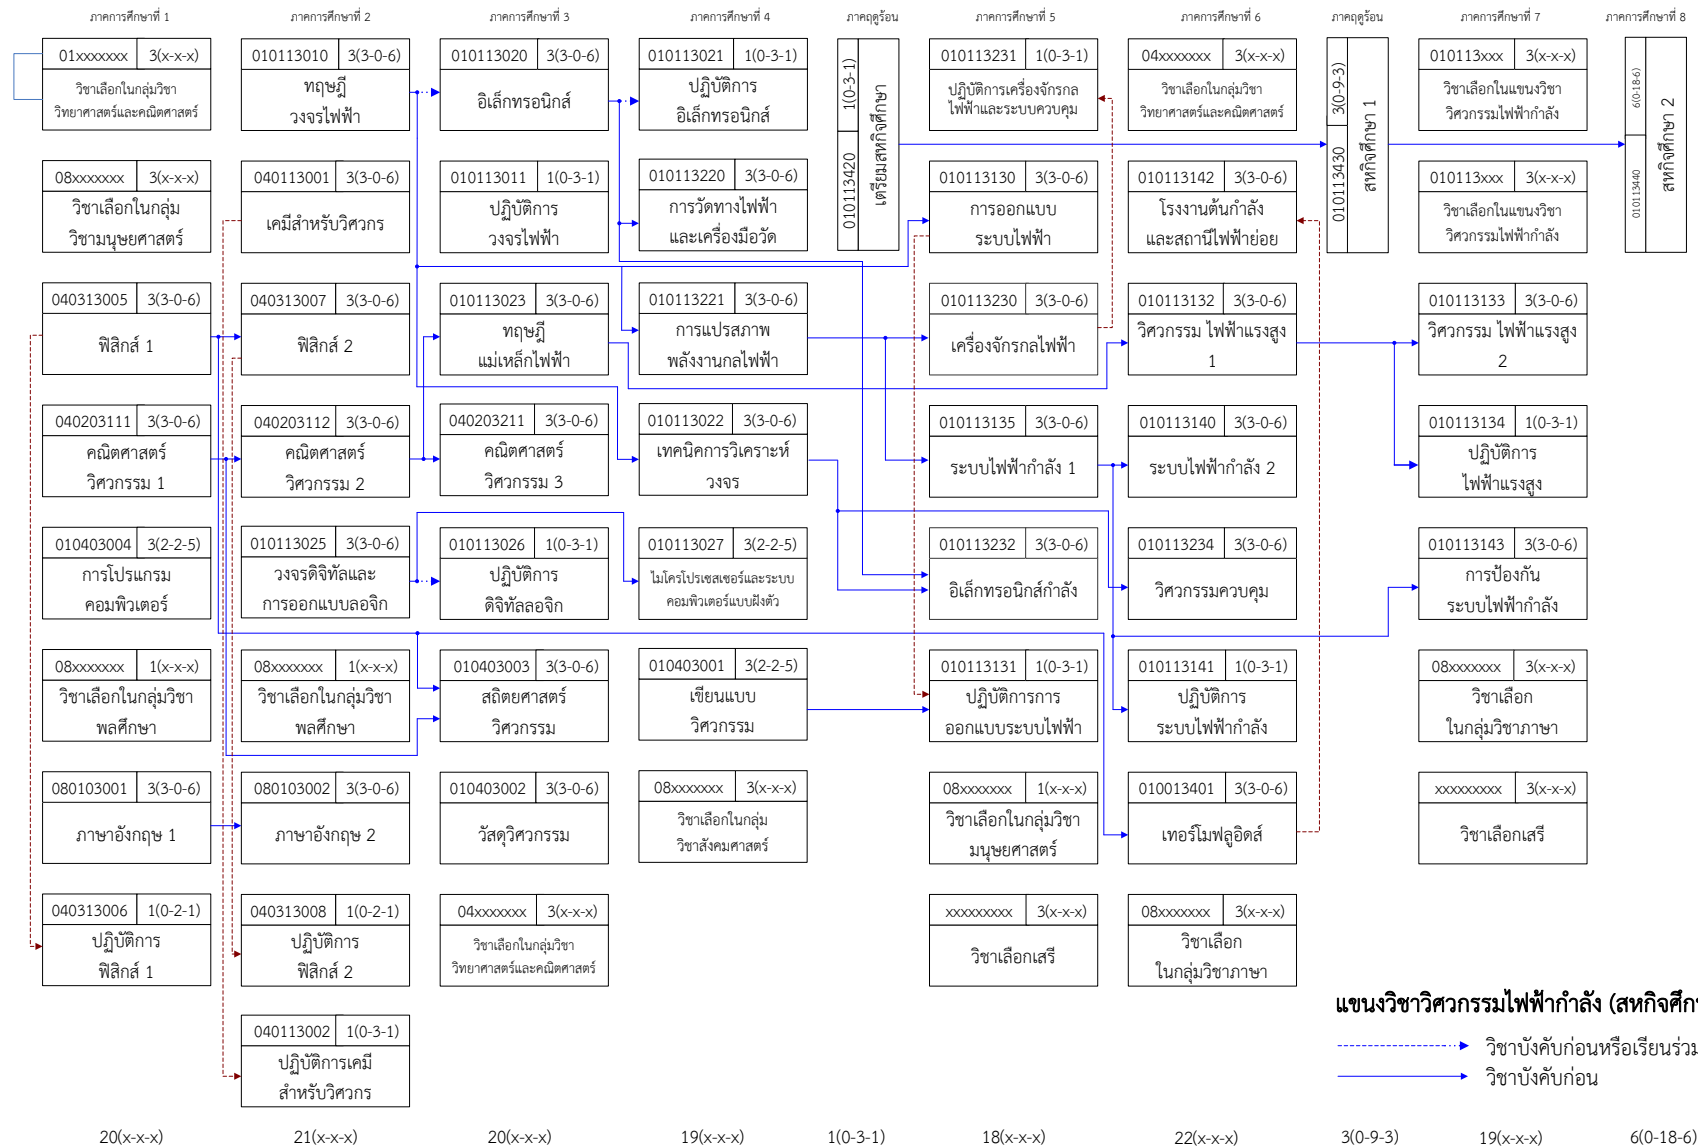 ภาคการศึกษาที่ 1
ภาคการศึกษาที่ 2
ภาคการศึกษาที่ 3
ภาคการศึกษาที่ 4
ภาคฤดูร้อน
ภาคการศึกษาที่ 5
ภาคการศึกษาที่ 6
ภาคฤดูร้อน
ภาคการศึกษาที่ 7
ภาคการศึกษาที่ 8
01xxxxxxx 3(x-x-x)
วิชาเลือกในกลุ่มวิชา
วิทยาศาสตร์และคณิตศาสตร์
08xxxxxxx 3(x-x-x)
วิชาเลือกในกลุ่ม
วิชามนุษยศาสตร์
040313005 3(3-0-6)
ฟิสิกส์ 1
040203111 3(3-0-6)
คณิตศาสตร์
วิศวกรรม 1
010403004 3(2-2-5)
การโปรแกรม
คอมพิวเตอร์
08xxxxxxx 1(x-x-x)
วิชาเลือกในกลุ่มวิชา
พลศึกษา
080103001 3(3-0-6)
ภาษาอังกฤษ 1
040313006 1(0-2-1)
ปฏิบัติการ
ฟิสิกส์ 1
20(x-x-x)
010113010 3(3-0-6)
ทฤษฎี
วงจรไฟฟ้า
040113001 3(3-0-6)
เคมีสำหรับวิศวกร
040313007 3(3-0-6)
ฟิสิกส์ 2
040203112 3(3-0-6)
คณิตศาสตร์
วิศวกรรม 2
010113025 3(3-0-6)
วงจรดิจิทัลและ
การออกแบบลอจิก
08xxxxxxx 1(x-x-x)
วิชาเลือกในกลุ่มวิชา
พลศึกษา
080103002 3(3-0-6)
ภาษาอังกฤษ 2
040313008 1(0-2-1)
ปฏิบัติการ
ฟิสิกส์ 2
040113002 1(0-3-1)
ปฏิบัติการเคมี
สำหรับวิศวกร
21(x-x-x)
010113020 3(3-0-6)
อิเล็กทรอนิกส์
010113011 1(0-3-1)
ปฏิบัติการ
วงจรไฟฟ้า
010113023 3(3-0-6)
ทฤษฎี
แม่เหล็กไฟฟ้า
040203211 3(3-0-6)
คณิตศาสตร์
วิศวกรรม 3
010113026 1(0-3-1)
ปฏิบัติการ
ดิจิทัลลอจิก
010403003 3(3-0-6)
สถิตยศาสตร์
วิศวกรรม
010403002 3(3-0-6)
วัสดุวิศวกรรม
04xxxxxxx 3(x-x-x)
วิชาเลือกในกลุ่มวิชา
วิทยาศาสตร์และคณิตศาสตร์
20(x-x-x)
010113021 1(0-3-1)
ปฏิบัติการ
อิเล็กทรอนิกส์
010113220 3(3-0-6)
การวัดทางไฟฟ้า
และเครื่องมือวัด
010113221 3(3-0-6)
การแปรสภาพ
พลังงานกลไฟฟ้า
010113022 3(3-0-6)
เทคนิคการวิเคราะห์
วงจร
010113027 3(2-2-5)
ไมโครโปรเซสเซอร์และระบบ
คอมพิวเตอร์แบบฝังตัว
010403001 3(2-2-5)
เขียนแบบ
วิศวกรรม
08xxxxxxx 3(x-x-x)
วิชาเลือกในกลุ่ม
วิชาสังคมศาสตร์
19(x-x-x)
010113420 1(0-3-1)
เตรียมสหกิจศึกษา
1(0-3-1)
010113231 1(0-3-1)
ปฏิบัติการเครื่องจักรกล
ไฟฟ้าและระบบควบคุม
010113130 3(3-0-6)
การออกแบบ
ระบบไฟฟ้า
010113230 3(3-0-6)
เครื่องจักรกลไฟฟ้า
010113135 3(3-0-6)
ระบบไฟฟ้ากำลัง 1
010113232 3(3-0-6)
อิเล็กทรอนิกส์กำลัง
010113131 1(0-3-1)
ปฏิบัติการการ
ออกแบบระบบไฟฟ้า
08xxxxxxx 1(x-x-x)
วิชาเลือกในกลุ่มวิชา
มนุษยศาสตร์
xxxxxxxxx 3(x-x-x)
วิชาเลือกเสรี
18(x-x-x)
04xxxxxxx 3(x-x-x)
วิชาเลือกในกลุ่มวิชา
วิทยาศาสตร์และคณิตศาสตร์
010113142 3(3-0-6)
โรงงานต้นกำลัง
และสถานีไฟฟ้าย่อย
010113132 3(3-0-6)
วิศวกรรม ไฟฟ้าแรงสูง
1
010113140 3(3-0-6)
ระบบไฟฟ้ากำลัง 2
010113234 3(3-0-6)
วิศวกรรมควบคุม
010113141 1(0-3-1)
ปฏิบัติการ
ระบบไฟฟ้ากำลัง
010013401 3(3-0-6)
เทอร์โมฟลูอิดส์
08xxxxxxx 3(x-x-x)
วิชาเลือก
ในกลุ่มวิชาภาษา
22(x-x-x)
010113430 3(0-9-3)
สหกิจศึกษา 1
3(0-9-3)
010113xxx 3(x-x-x)
วิชาเลือกในแขนงวิชา
วิศวกรรมไฟฟ้ากำลัง
010113xxx 3(x-x-x)
วิชาเลือกในแขนงวิชา
วิศวกรรมไฟฟ้ากำลัง
010113133 3(3-0-6)
วิศวกรรม ไฟฟ้าแรงสูง
2
010113134 1(0-3-1)
ปฏิบัติการ
ไฟฟ้าแรงสูง
010113143 3(3-0-6)
การป้องกัน
ระบบไฟฟ้ากำลัง
08xxxxxxx 3(x-x-x)
วิชาเลือก
ในกลุ่มวิชาภาษา
xxxxxxxxx 3(x-x-x)
วิชาเลือกเสรี
19(x-x-x)
010113440 6(0-18-6)
สหกิจศึกษา 2
6(0-18-6)
แขนงวิชาวิศวกรรมไฟฟ้ากำลัง (สหกิจศึก
วิชาบังคับก่อนหรือเรียนร่วม
วิชาบังคับก่อน